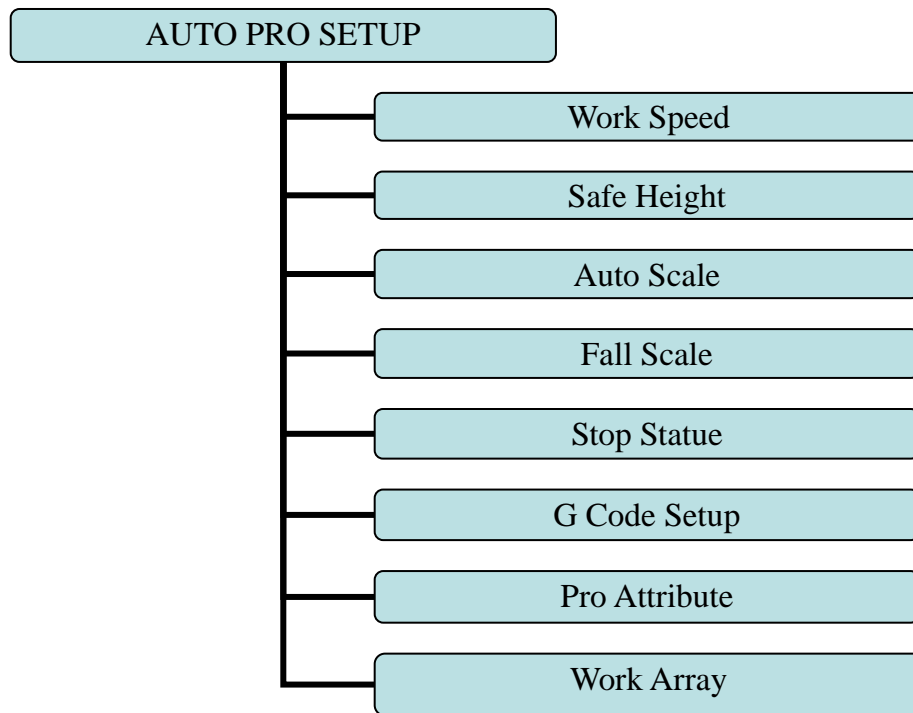 AUTO PRO SETUP
Work Speed
Safe Height
Auto Scale
Fall Scale
Stop Statue
G Code Setup
Pro Attribute
Work Array